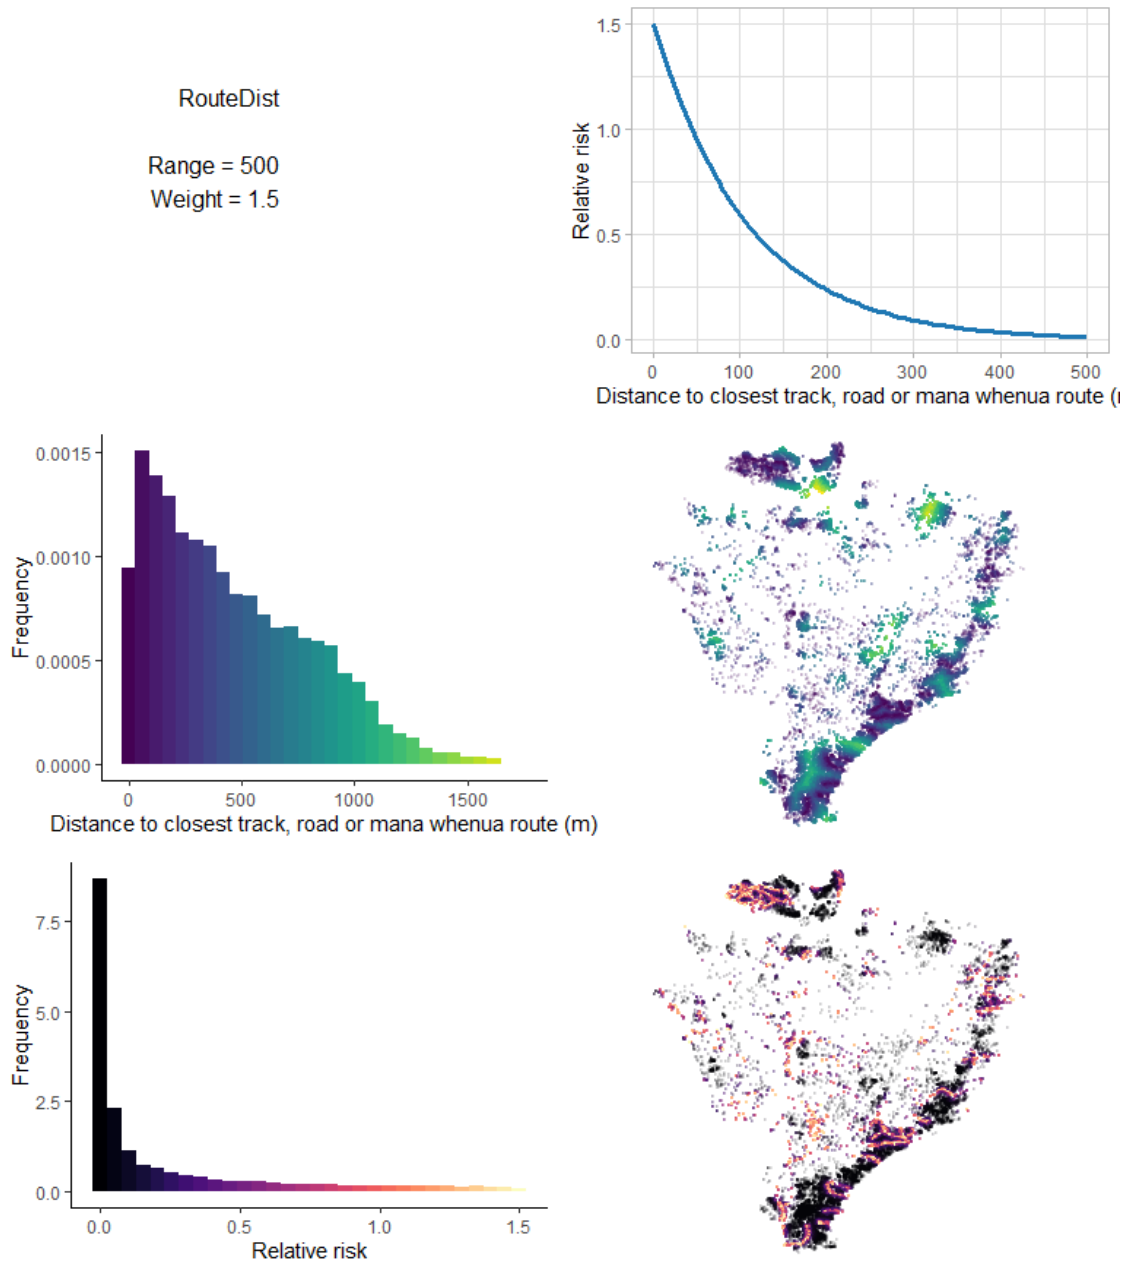 RouteDist
Range = 500
Weight = 1.5
1.5
1.0
0.5
0.0
Relative risk
0 100 200 300 400 500
Distance to closest track, road or mana whenua route (
0.0015
0.0010
0.0005
0.0000
Frequency
0 500 1000 1500
Distance to closest track, road or mana whenua route (m)
7.5
5.0
2.5
0.0
Frequency
0.0 0.5 1.0 1.5
Relative risk